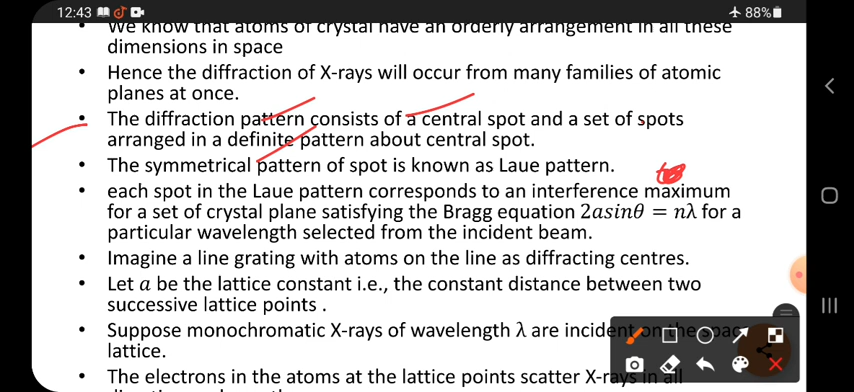 12:43
88%
We know that atoms of crystal have an orderly arrangement in all these
dimensions in space
• Hence the diffraction of X-rays will occur from many families of atomic
planes at once.
• The diffraction pattern consists of a central spot and a set of spots
arranged in a definite pattern about central spot.
• The symmetrical pattern of spot is known as Laue pattern.
• each spot in the Laue pattern corresponds to an interference maximum
for a set of crystal plane satisfying the Bragg equation 2asinθ = nλ for a
particular wavelength selected from the incident beam.
• Imagine a line grating with atoms on the line as diffracting centres.
• Let a be the lattice constant i.e., the constant distance between two
successive lattice points .
• Suppose monochromatic X-rays of wavelength λ are incident on the space
lattice.
• The electrons in the atoms at the lattice points scatter X-rays in all